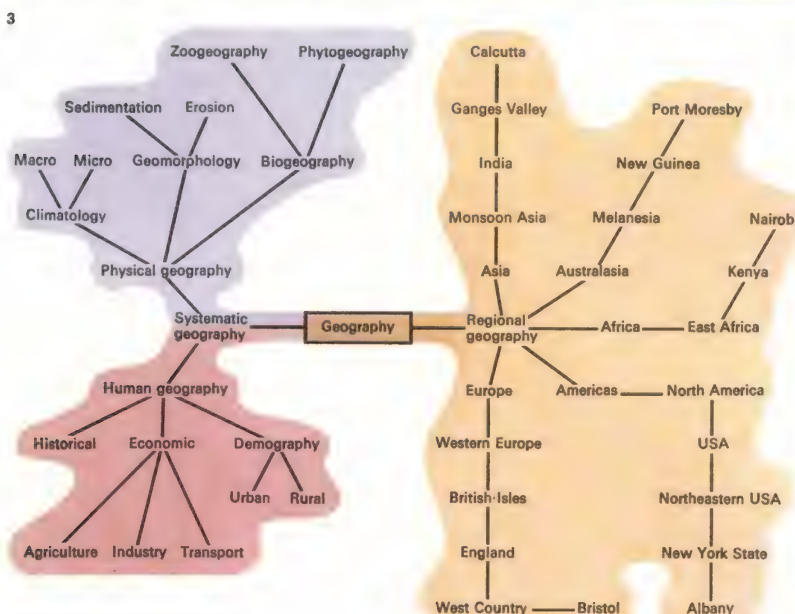 3
Zoogeography
Phytogeography
Sedimentation
Erosion
Macro
Micro
Geomorphology
Biogeography
Climatology
Physical geography
Systematic
geography
Human geography
Historical
Economic
Demography
Urban
Rural
Agriculture
Industry
Transport
Geography
Calcutta
Ganges Valley
India
Monsoon Asia
Asia
Port Moresby
New Guinea
Melanesia
Australasia
Nairob
Kenya
Regional
geography
Africa
East Africa
Europe
Americas
North America
Western Europe
USA
British Isles
Northeastern USA
England
New York State
West Country
Bristol
Albany